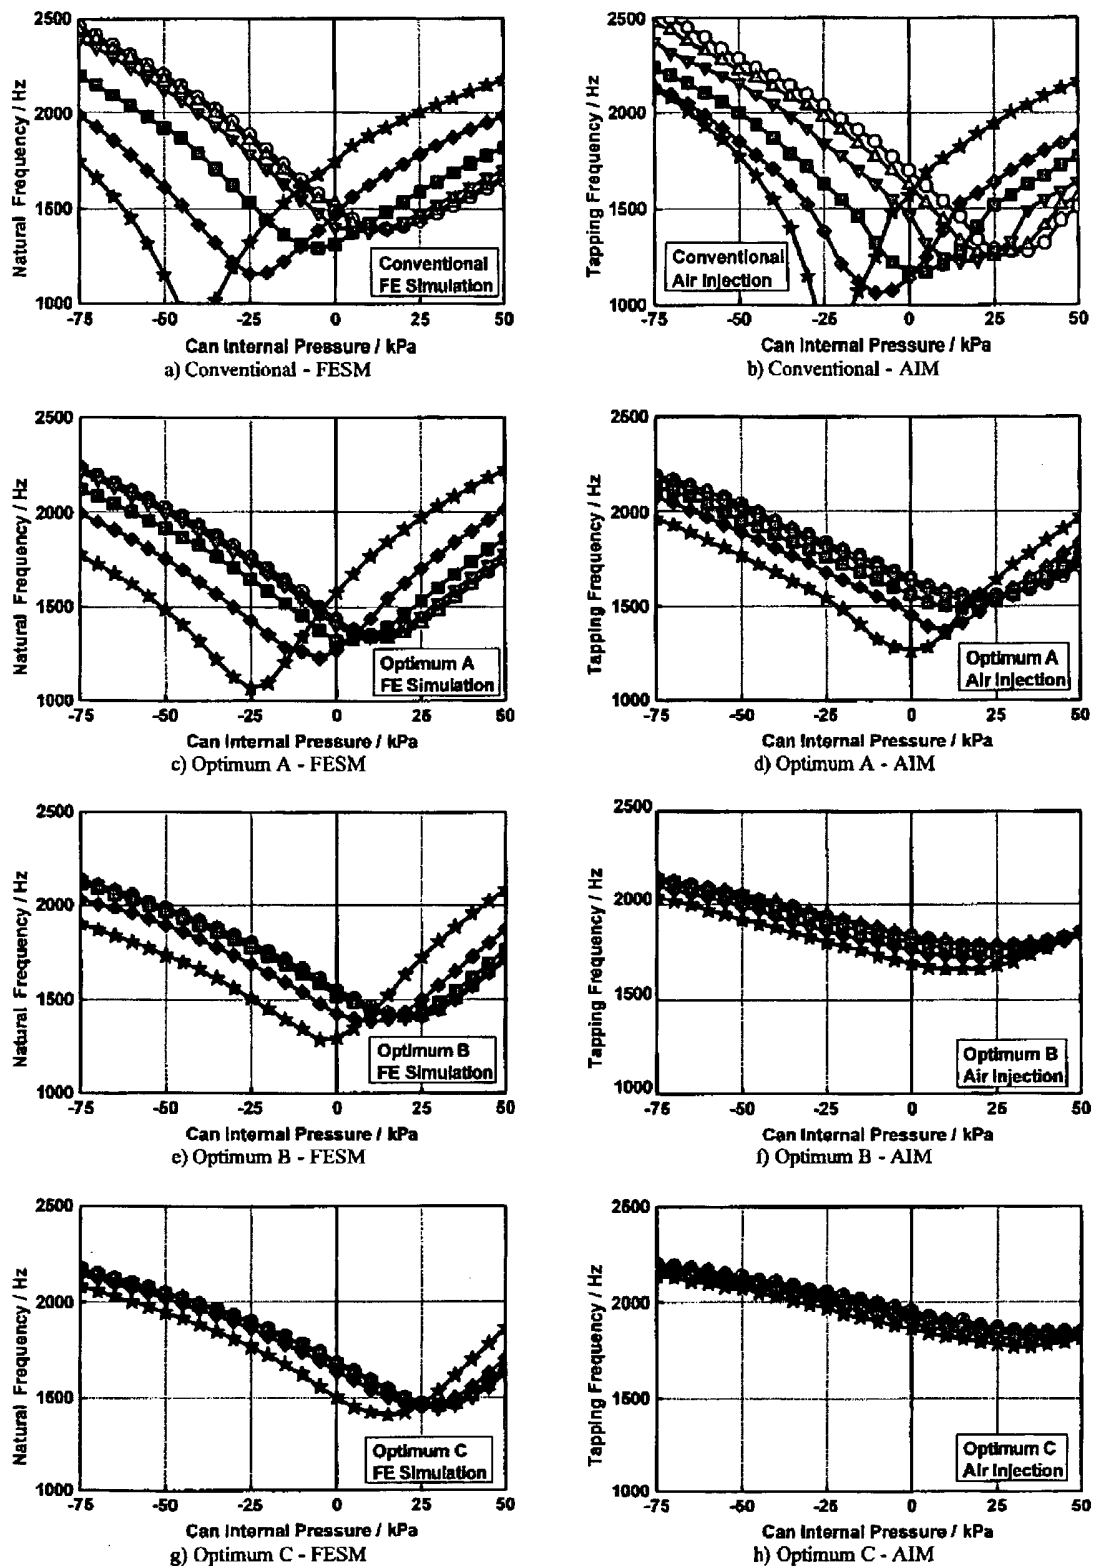 2500
2000
1500
1000
Natural Frequency / Hz
Conventional
FE Simulation
-75 -50 -25 0 25 50
Can Internal Pressure / kPa
a) Conventional - FESM
2500
2000
1500
1000
Tapping Frequency / Hz
Conventional
Air Injection
-75 -50 -25 0 25 50
Can Internal Pressure / kPa
b) Conventional - AIM
2500
2000
1500
1000
Natural Frequency / Hz
Optimum A
FE Simulation
-75 -50 -25 0 25 50
Can Internal Pressure / kPa
c) Optimum A - FESM
2500
2000
1500
1000
Tapping Frequency / Hz
Optimum A
Air Injection
-75 -50 -25 0 25 50
Can Internal Pressure / kPa
d) Optimum A - AIM
2500
2000
1500
1000
Natural Frequency / Hz
Optimum B
FE Simulation
-75 -50 -25 0 25 50
Can Internal Pressure / kPa
e) Optimum B - FESM
2500
2000
1500
1000
Tapping Frequency / Hz
Optimum B
Air Injection
-75 -50 -25 0 25 50
Can Internal Pressure / kPa
f) Optimum B - AIM
2500
2000
1500
1000
Natural Frequency / Hz
Optimum C
FE Simulation
-75 -50 -25 0 25 50
Can Internal Pressure / kPa
g) Optimum C - FESM
2500
2000
1500
1000
Tapping Frequency / Hz
Optimum C
Air Injection
-75 -50 -25 0 25 50
Can Internal Pressure / kPa
h) Optimum C - AIM